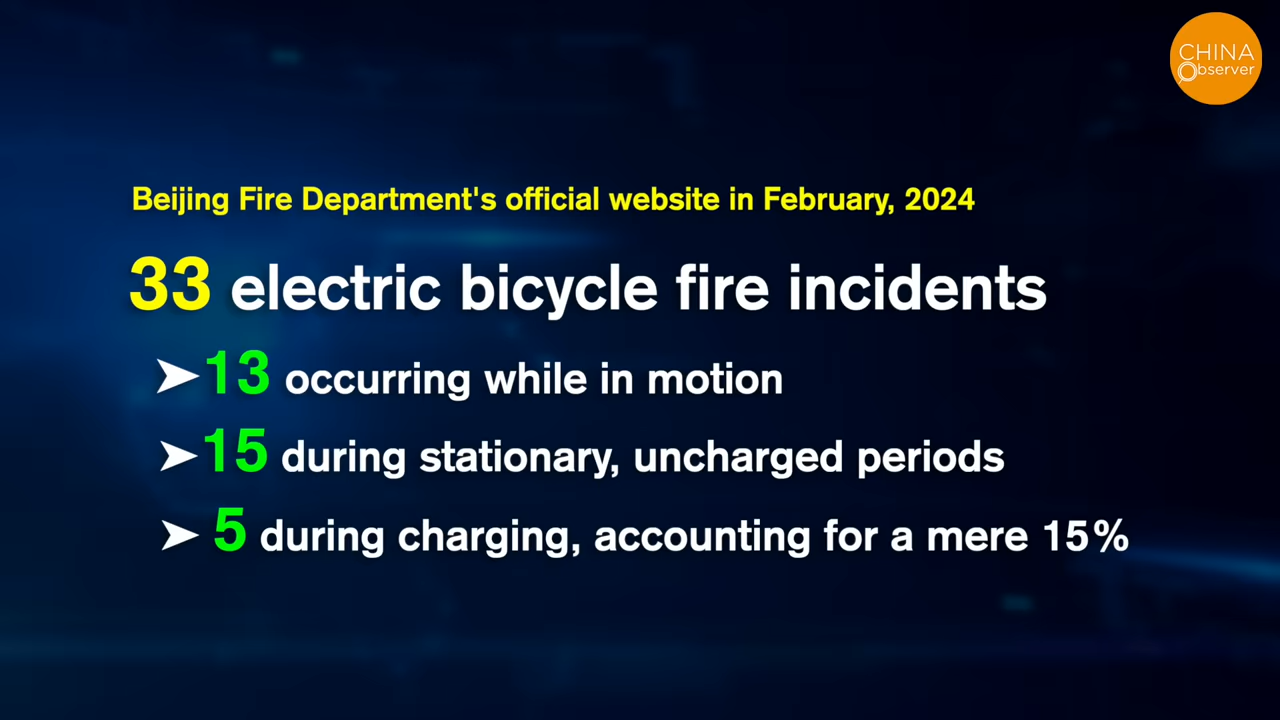 CHINA
Observer
Beijing Fire Department's official website in February, 2024
33 electric bicycle fire incidents
➤13 occurring while in motion
➤15 during stationary, uncharged periods
➤ 5 during charging, accounting for a mere 15%